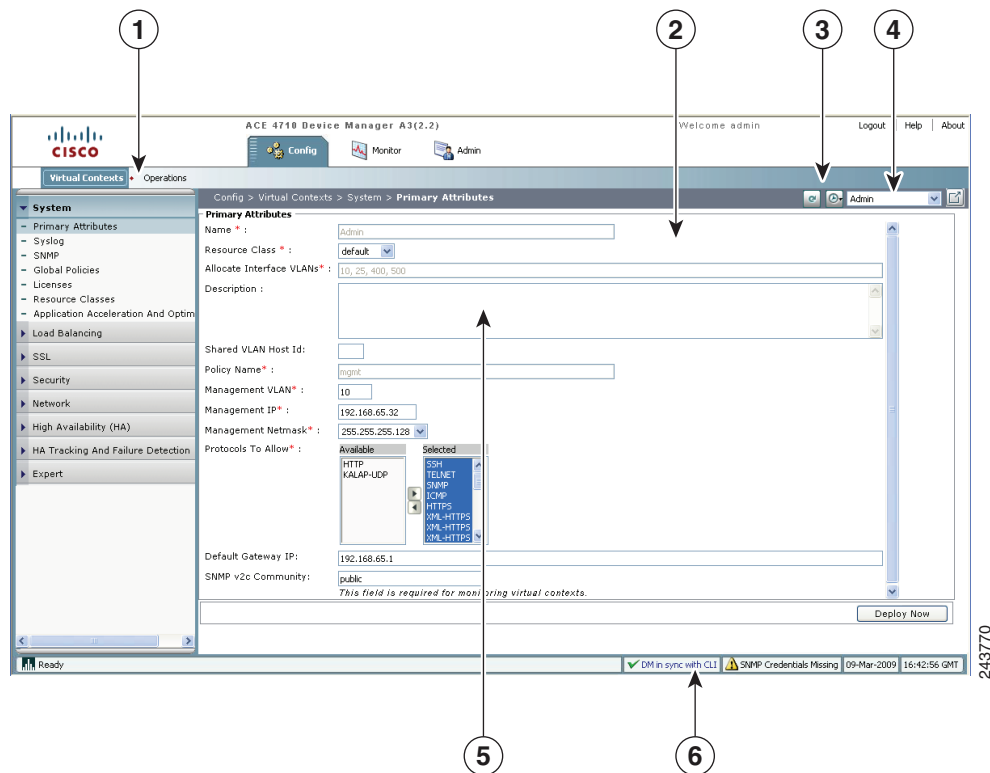 1
2
3
4
ACE 4710 Device Manager A3(2.2)
Welcome admin
Logout
Help
About
CISCO
Config
Monitor
Admin
Virtual Contexts
Operations
System
Config > Virtual Contexts > System > Primary Attributes
Admin
Primary Attributes
Syslog
SNMP
Global Policies
Licenses
Resource Classes
Application Acceleration And Optim
Load Balancing
SSL
Security
Network
High Availability (HA)
HA Tracking And Failure Detection
Expert
Primary Attributes
Name * :
Admin
Resource Class * :
default
Allocate Interface VLANs* :
10, 25, 400, 500
Description :
Shared VLAN Host Id:
Policy Name* :
mgmt
Management VLAN* :
10
Management IP* :
192.168.65.32
Management Netmask* :
255.255.255.128
Protocols To Allow* :
Available
HTTP
KALAP-UDP
Selected
SSH
TELNET
SNMP
ICMP
HTTPS
XML-HTTPS
XML-HTTPS
XML-HTTPS
Default Gateway IP:
192.168.65.1
SNMP v2c Community:
public
This field is required for monitoring virtual contexts.
Deploy Now
Ready
DM in sync with CLI
SNMP Credentials Missing
09-Mar-2009
16:42:56 GMT
243770
5
6